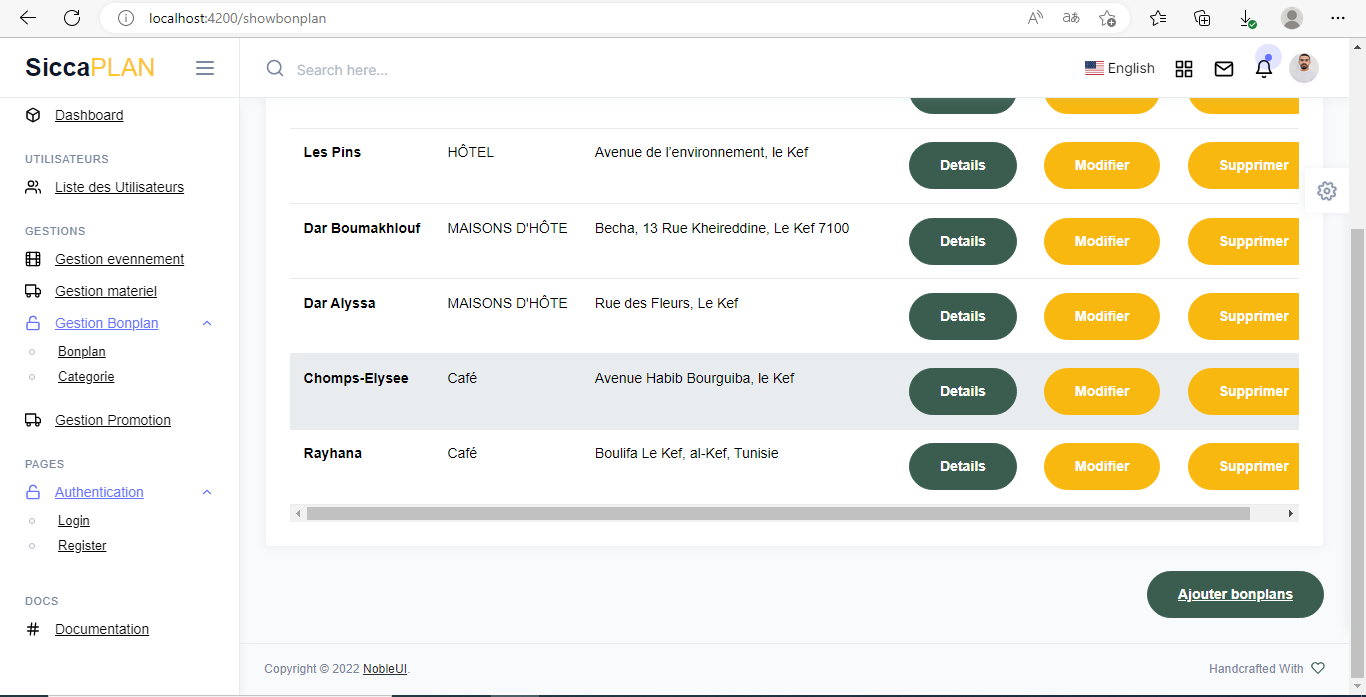 localhost:4200/showbonplan
SiccaPLAN
Search here...
English
Dashboard
UTILISATEURS
Liste des Utilisateurs
GESTIONS
Gestion evennement
Gestion materiel
Gestion Bonplan
Bonplan
Categorie
Gestion Promotion
PAGES
Authentication
Login
Register
DOCS
Documentation
Les Pins HÔTEL Avenue de l'environnement, le Kef Details Modifier Supprimer
Dar Boumakhlouf MAISONS D'HÔTE Becha, 13 Rue Kheireddine, Le Kef 7100 Details Modifier Supprimer
Dar Alyssa MAISONS D'HÔTE Rue des Fleurs, Le Kef Details Modifier Supprimer
Chomps-Elysee Café Avenue Habib Bourguiba, le Kef Details Modifier Supprimer
Rayhana Café Boulifa Le Kef, al-Kef, Tunisie Details Modifier Supprimer
Ajouter bonplans
Copyright © 2022 NobleUI.
Handcrafted With